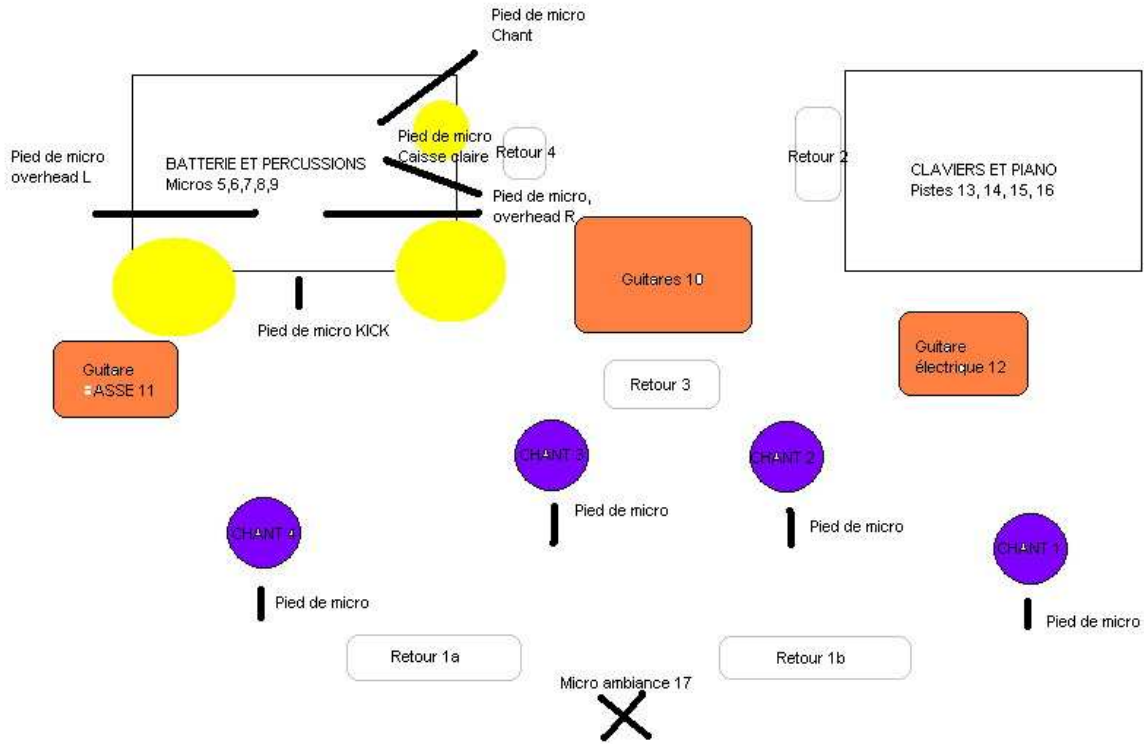 Pied de micro
Chant
Pied de micro
overhead L
BATTERIE ET PERCUSSIONS
Micros 5,6,7,8,9
Pied de micro
Caisse claire
Retour 4
Retour 2
CLAVIERS ET PIANO
Pistes 13, 14, 15, 16
Pied de micro,
overhead R
Guitares 10
Pied de micro KICK
Guitare
BASSE 11
Guitare
électrique 12
Retour 3
CHANT 3
CHANT 2
Pied de micro
Pied de micro
CHANT 4
CHANT 1
Pied de micro
Pied de micro
Retour 1a
Retour 1b
Micro ambiance 17